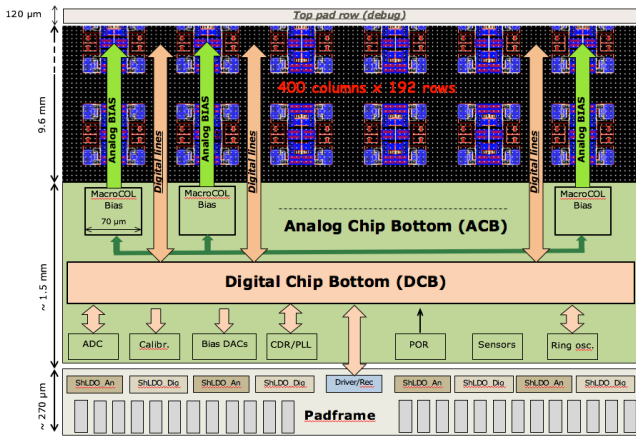 120 µm
Top pad row (debug)
9.6 mm
400 columns x 192 rows
Analog BIAS
Digital lines
Analog BIAS
Digital lines
Digital lines
Analog BIAS
MacroCOL
Bias
70 µm
MacroCOL
Bias
MacroCOL
Bias
Analog Chip Bottom (ACB)
~ 1.5 mm
Digital Chip Bottom (DCB)
ADC
Calibr.
Bias DACs
CDR/PLL
POR
Sensors
Ring osc.
~ 270 µm
ShLDO_An
ShLDO_Dig
ShLDO_An
ShLDO_Dig
Driver/Rec
ShLDO_An
ShLDO_Dig
ShLDO_An
ShLDO_Dig
Padframe